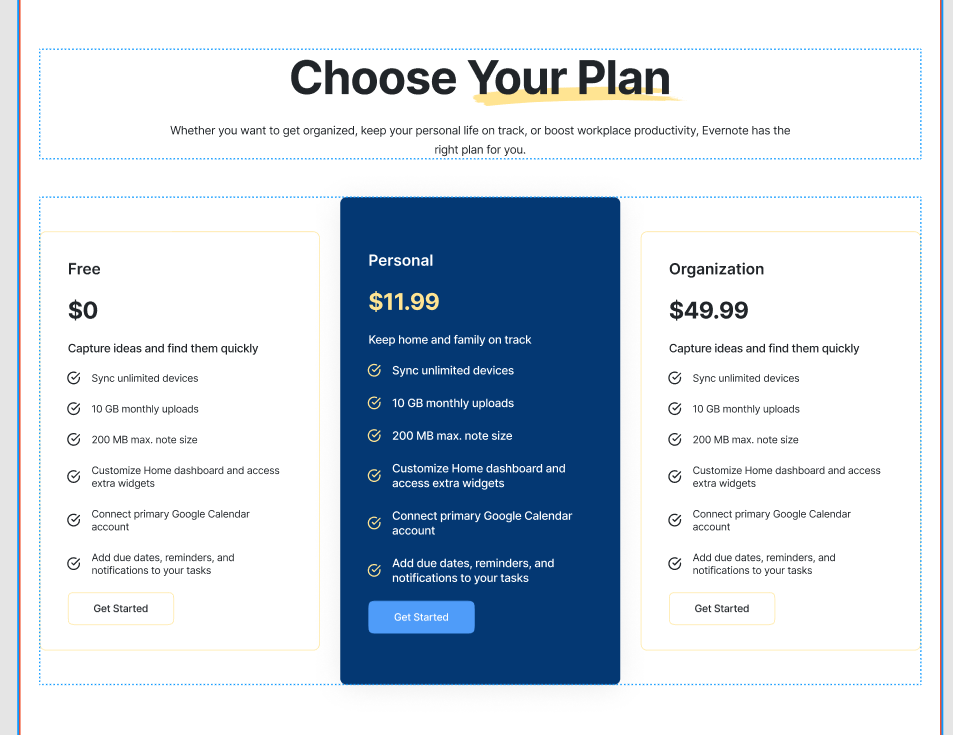 Choose Your Plan
Whether you want to get organized, keep your personal life on track, or boost workplace productivity, Evernote has the
right plan for you.
Free
$0
Capture ideas and find them quickly
Sync unlimited devices
10 GB monthly uploads
200 MB max. note size
Customize Home dashboard and access
extra widgets
Connect primary Google Calendar
account
Add due dates, reminders, and
notifications to your tasks
Get Started
Personal
$11.99
Keep home and family on track
Sync unlimited devices
10 GB monthly uploads
200 MB max. note size
Customize Home dashboard and
access extra widgets
Connect primary Google Calendar
account
Add due dates, reminders, and
notifications to your tasks
Get Started
Organization
$49.99
Capture ideas and find them quickly
Sync unlimited devices
10 GB monthly uploads
200 MB max. note size
Customize Home dashboard and access
extra widgets
Connect primary Google Calendar
account
Add due dates, reminders, and
notifications to your tasks
Get Started